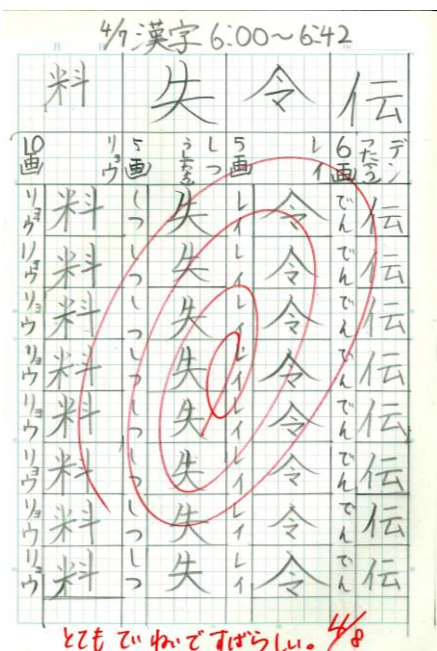 4/7 漢字 6:00〜6:42
伝
デン
つたう
6画
伝 伝 伝 伝 伝 伝 伝 伝
でん でん でん でん でん でん でん でん
令
レイ
5画
令 令 令 令 令 令 令 令
レイ レイ レイ レイ レイ レイ レイ レイ
失
しつ
うしなう
5画
失 失 失 失 失 失 失 失
しつ しつ しつ しつ しつ しつ しつ しつ
料
リョウ
10画
料 料 料 料 料 料 料 料
リョウ リョウ リョウ リョウ リョウ リョウ リョウ リョウ
とても ていねいですばらしい。 4/8